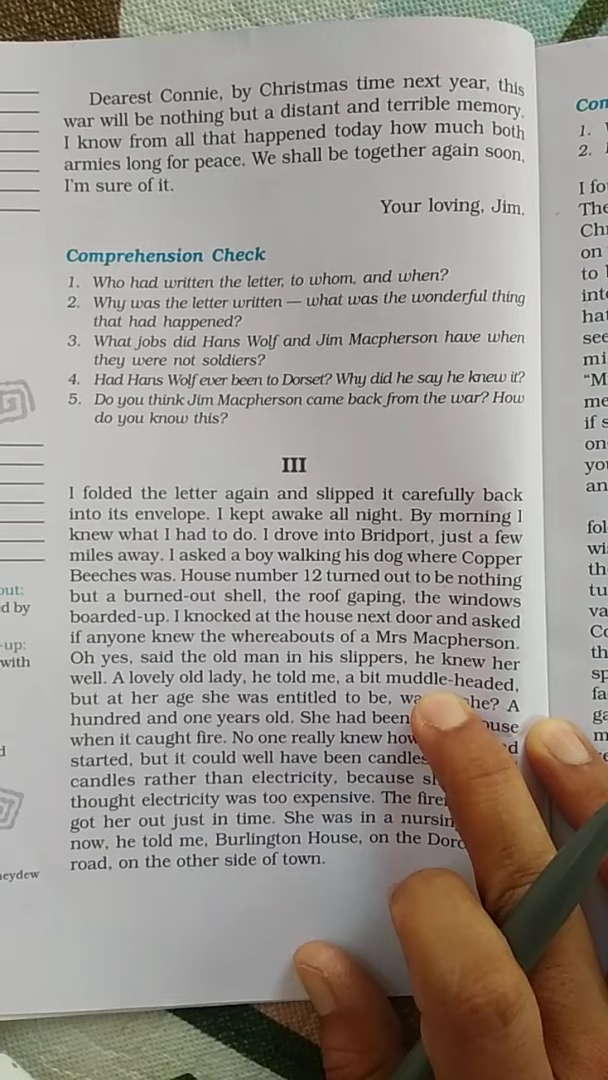 Dearest Connie, by Christmas time next year, this
war will be nothing but a distant and terrible memory.
I know from all that happened today how much both
armies long for peace. We shall be together again soon,
I'm sure of it.
Your loving, Jim.
Comprehension Check
1. Who had written the letter, to whom, and when?
2. Why was the letter written — what was the wonderful thing
that had happened?
3. What jobs did Hans Wolf and Jim Macpherson have when
they were not soldiers?
4. Had Hans Wolf ever been to Dorset? Why did he say he knew it?
5. Do you think Jim Macpherson came back from the war? How
do you know this?
III
I folded the letter again and slipped it carefully back
into its envelope. I kept awake all night. By morning I
knew what I had to do. I drove into Bridport, just a few
miles away. I asked a boy walking his dog where Copper
Beeches was. House number 12 turned out to be nothing
but a burned-out shell, the roof gaping, the windows
boarded-up. I knocked at the house next door and asked
if anyone knew the whereabouts of a Mrs Macpherson.
Oh yes, said the old man in his slippers, he knew her
well. A lovely old lady, he told me, a bit muddle-headed,
but at her age she was entitled to be, she? A
hundred and one years old. She had been
when it caught fire. No one really knew how
started, but it could well have been candles
candles rather than electricity, because
thought electricity was too expensive. The
got her out just in time. She was in a
now, he told me, Burlington House, on the
road, on the other side of town.
out:
d by
-up:
with
1.
2.
I fo
The
on
to
"M
me
if s
on
an